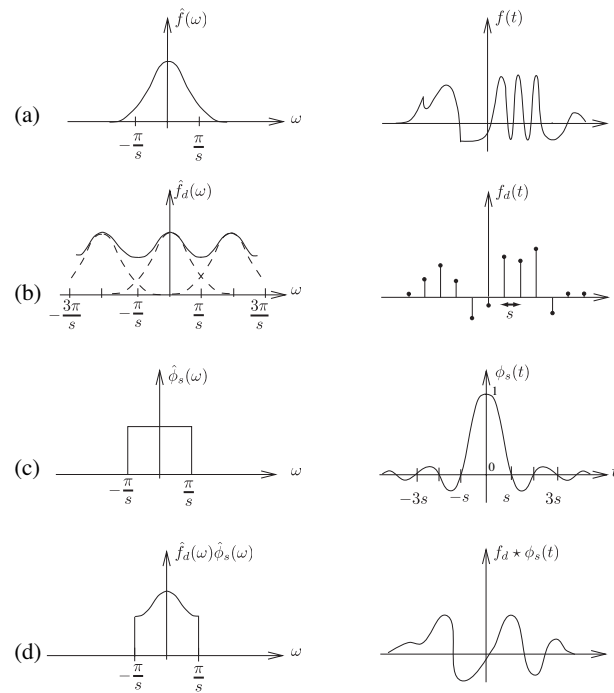 f̂(ω) f(t)
(a) ω
−π/s π/s
f̂_d(ω) f_d(t)
(b)
−3π/s −π/s π/s 3π/s s
φ̂_s(ω) φ_s(t)
1
(c) 0
ω t
−π/s π/s −3s −s s 3s
f̂_d(ω)φ̂_s(ω) f_d ⋆ φ_s(t)
(d) ω
−π/s π/s